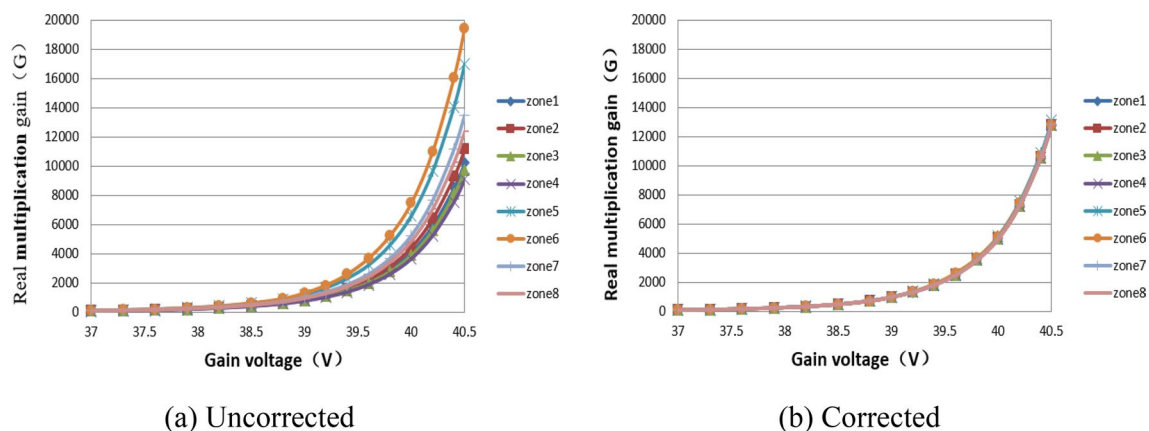 Real multiplication gain（G）
20000
18000
16000
14000
12000
10000
8000
6000
4000
2000
0
37
37.5
38
38.5
39
39.5
40
40.5
Gain voltage（V）
zone1
zone2
zone3
zone4
zone5
zone6
zone7
zone8
(a) Uncorrected
Real multiplication gain（G）
20000
18000
16000
14000
12000
10000
8000
6000
4000
2000
0
37
37.5
38
38.5
39
39.5
40
40.5
Gain voltage（V）
zone1
zone2
zone3
zone4
zone5
zone6
zone7
zone8
(b) Corrected